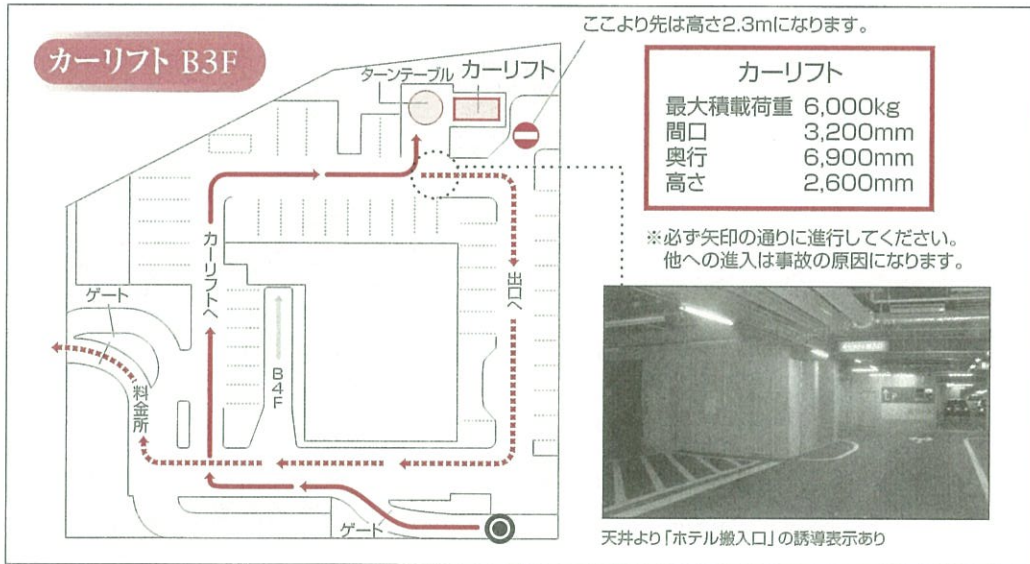 ここより先は高さ2.3mになります。
カーリフト B3F
ターンテーブル
カーリフト
カーリフト
最大積載荷重 6,000kg
間口 3,200mm
奥行 6,900mm
高さ 2,600mm
※必ず矢印の通りに進行してください。
他への進入は事故の原因になります。
カーリフトへ
出口へ
ゲート
B4F
料金所
ゲート
天井より「ホテル搬入口」の誘導表示あり